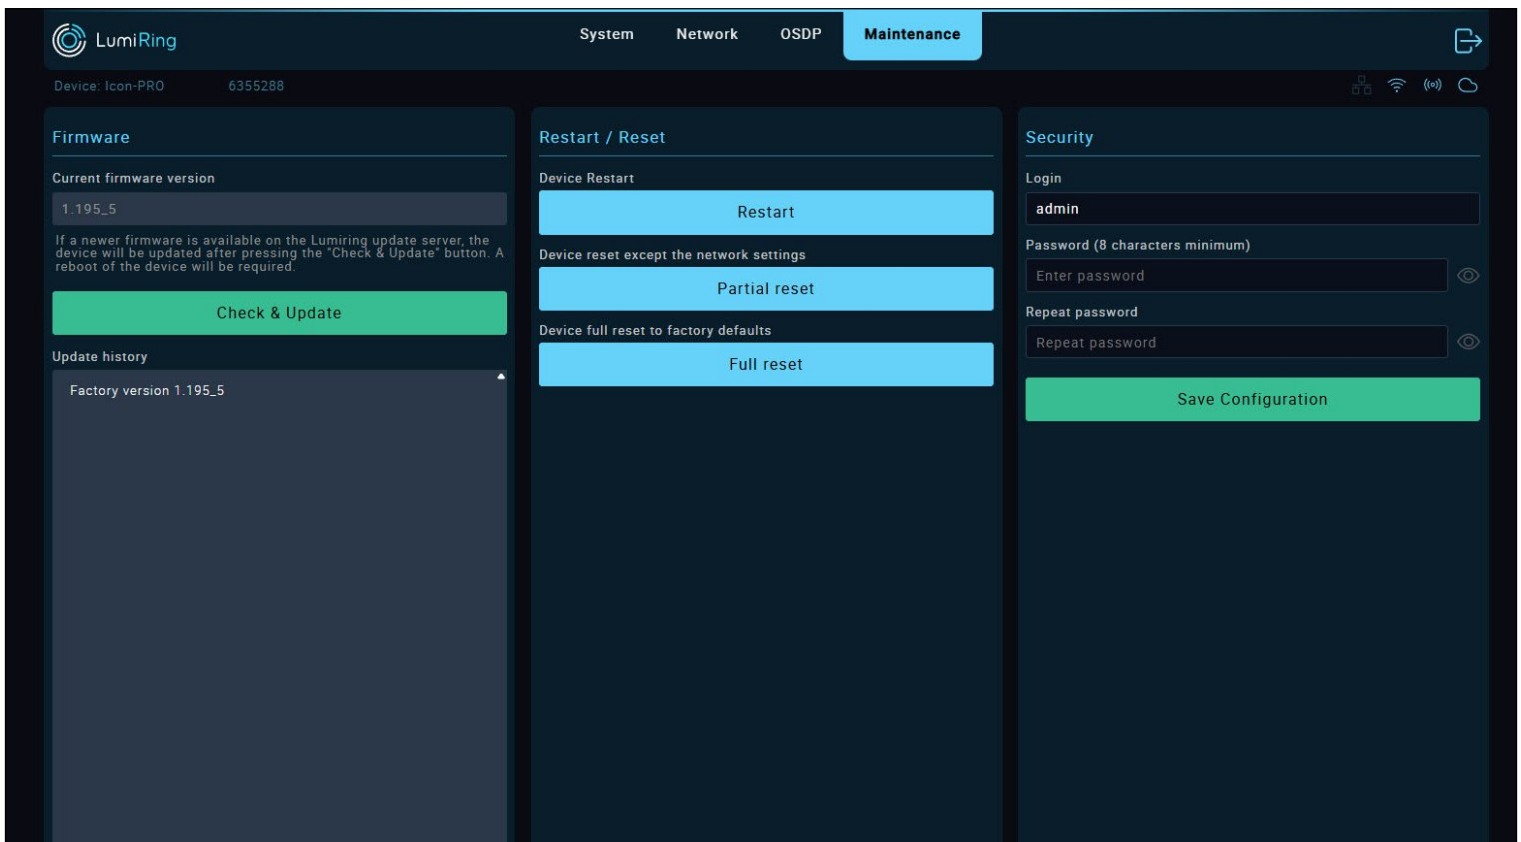 LumiRing
System
Network
OSDP
Maintenance
Device: Icon-PRO
6355288
Firmware
Current firmware version
1.195_5
If a newer firmware is available on the Lumiring update server, the
device will be updated after pressing the "Check & Update" button. A
reboot of the device will be required.
Check & Update
Update history
Factory version 1.195_5
Restart / Reset
Device Restart
Restart
Device reset except the network settings
Partial reset
Device full reset to factory defaults
Full reset
Security
Login
admin
Password (8 characters minimum)
Enter password
Repeat password
Repeat password
Save Configuration